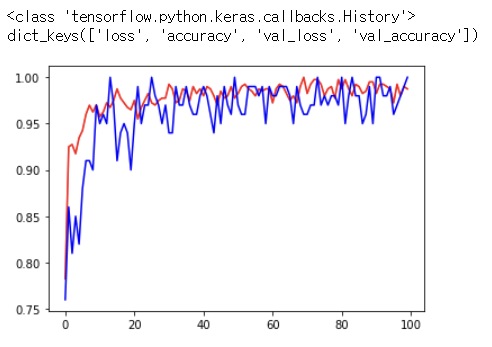 <class 'tensorflow.python.keras.callbacks.History'>
dict_keys(['loss', 'accuracy', 'val_loss', 'val_accuracy'])
1.00
0.95
0.90
0.85
0.80
0.75
0 20 40 60 80 100